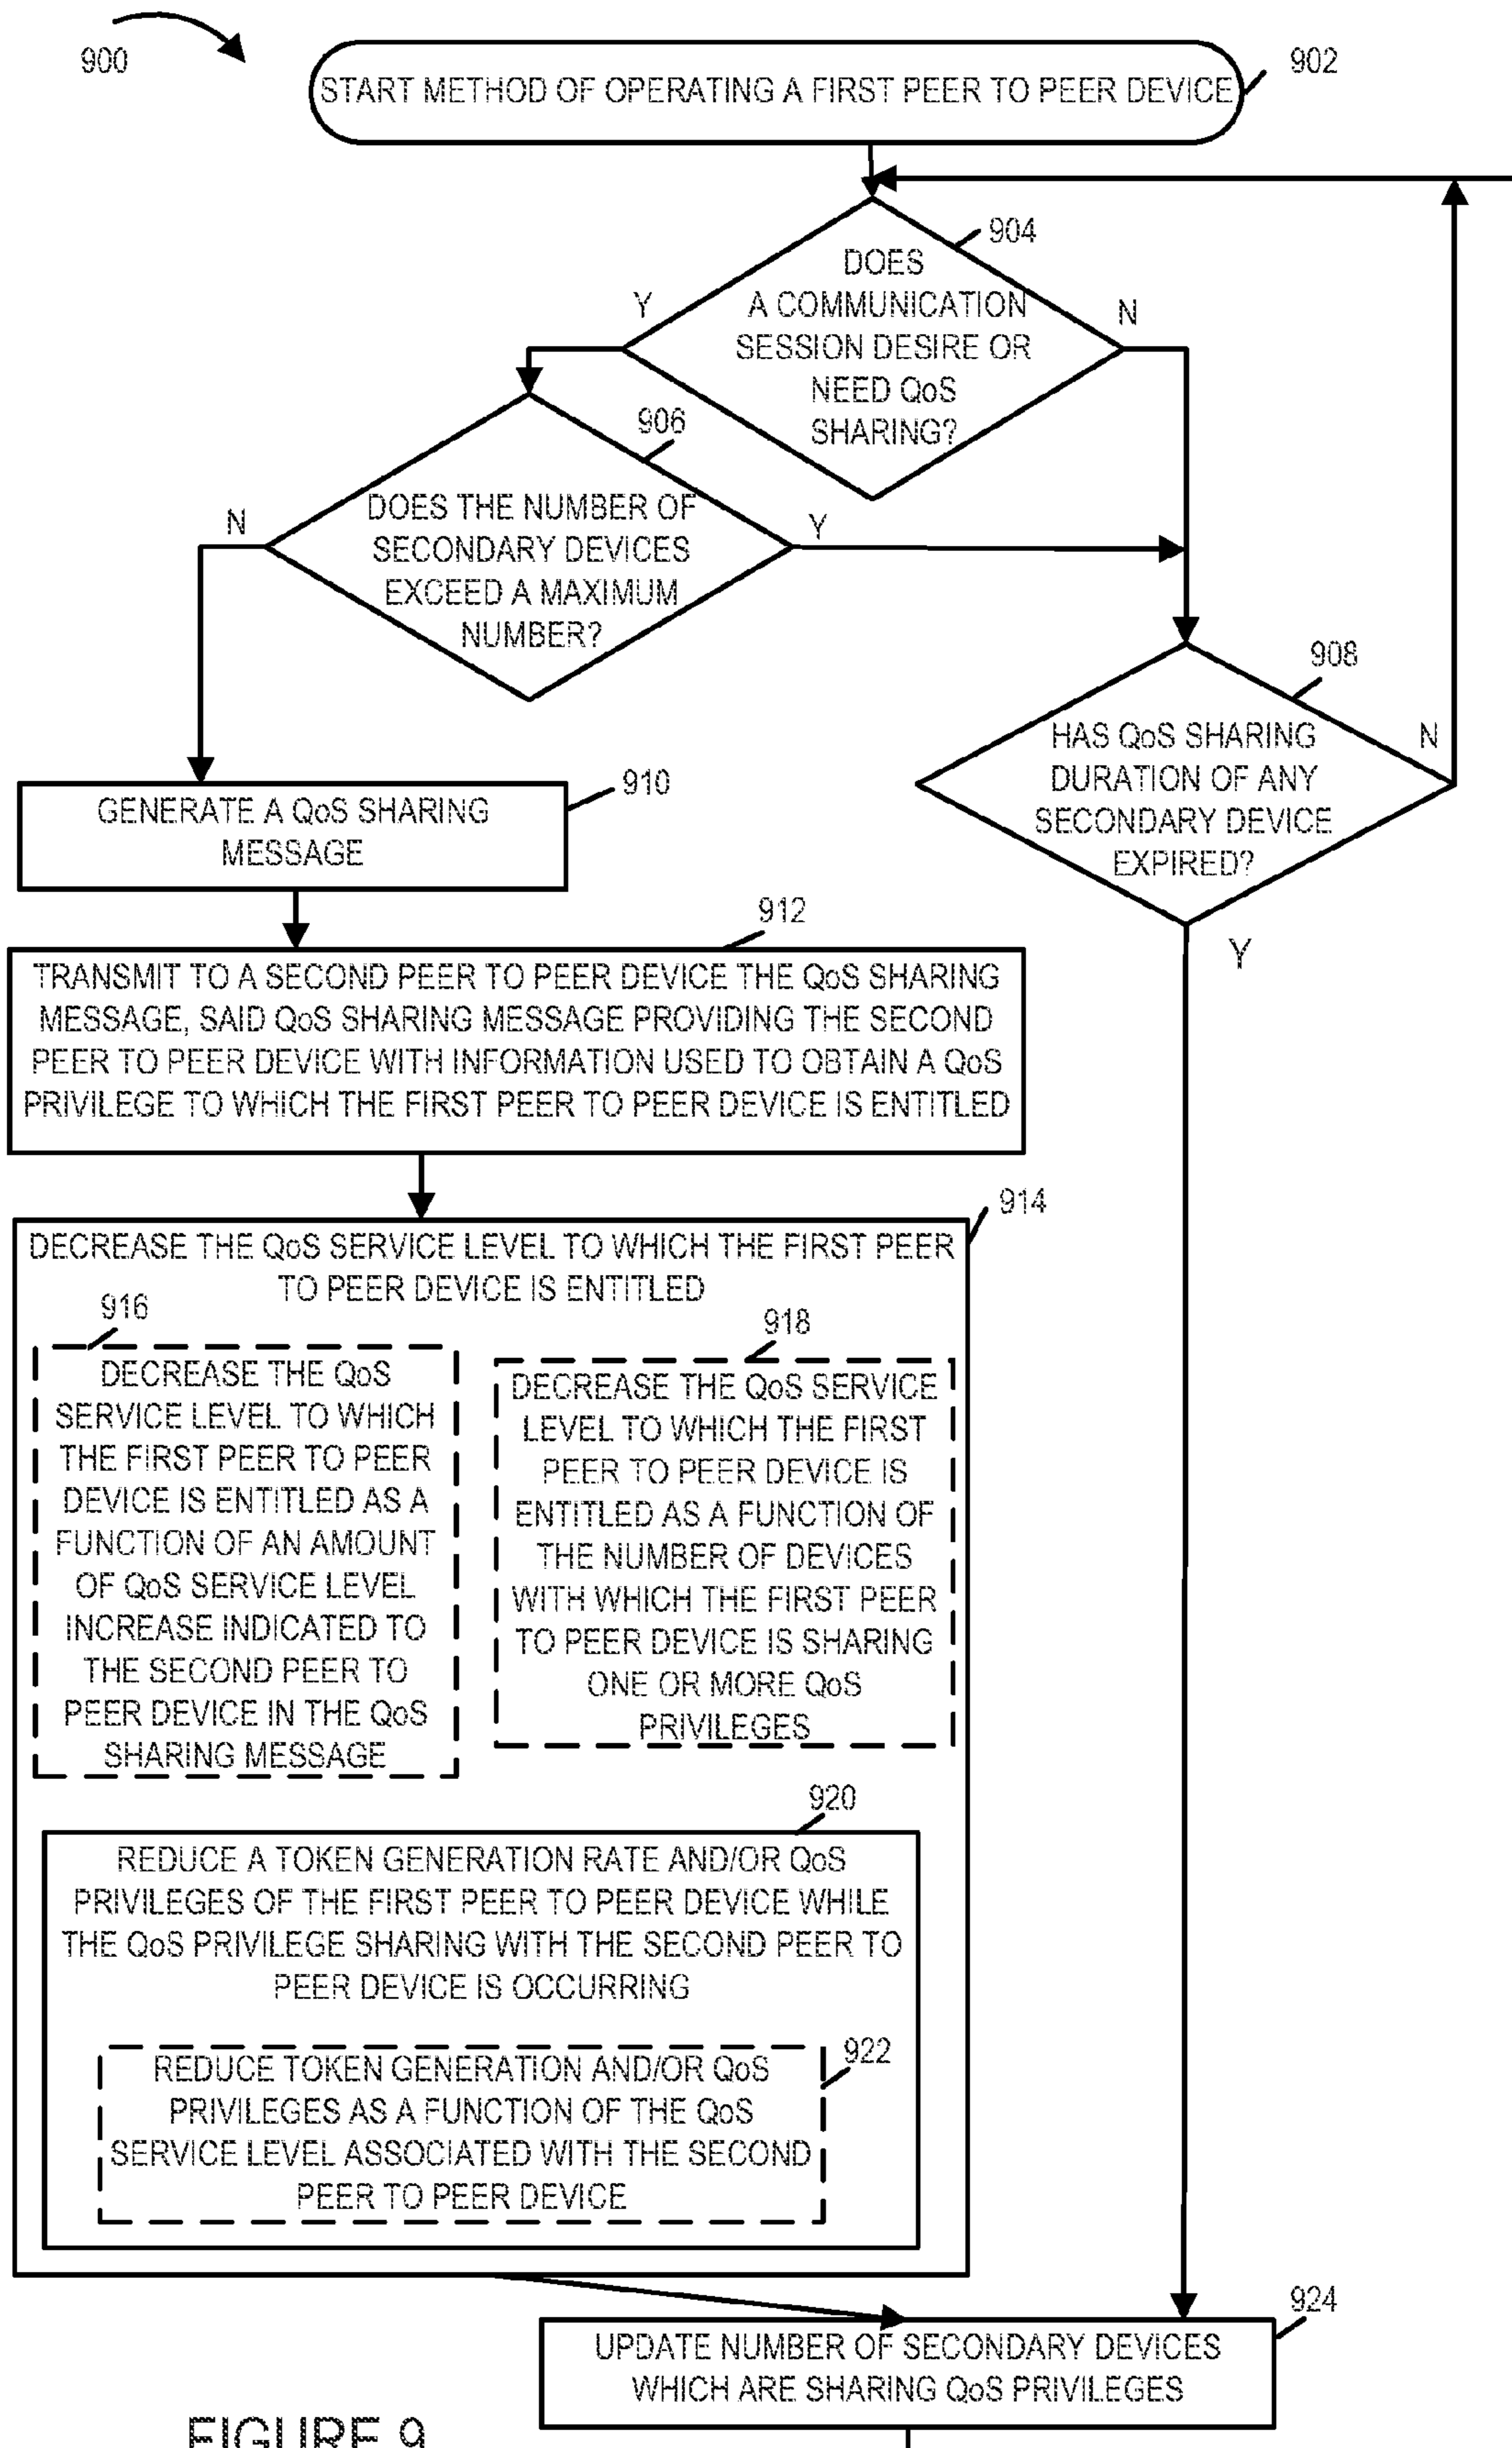 900
START METHOD OF OPERATING A FIRST PEER TO PEER DEVICE
902
904
DOES
A COMMUNICATION
SESSION DESIRE OR
NEED QoS
SHARING?
Y
N
906
DOES THE NUMBER OF
SECONDARY DEVICES
EXCEED A MAXIMUM
NUMBER?
N
Y
908
HAS QoS SHARING
DURATION OF ANY
SECONDARY DEVICE
EXPIRED?
N
Y
GENERATE A QoS SHARING
MESSAGE
910
912
TRANSMIT TO A SECOND PEER TO PEER DEVICE THE QoS SHARING
MESSAGE, SAID QoS SHARING MESSAGE PROVIDING THE SECOND
PEER TO PEER DEVICE WITH INFORMATION USED TO OBTAIN A QoS
PRIVILEGE TO WHICH THE FIRST PEER TO PEER DEVICE IS ENTITLED
914
DECREASE THE QoS SERVICE LEVEL TO WHICH THE FIRST PEER
TO PEER DEVICE IS ENTITLED
916
DECREASE THE QoS
SERVICE LEVEL TO WHICH
THE FIRST PEER TO PEER
DEVICE IS ENTITLED AS A
FUNCTION OF AN AMOUNT
OF QoS SERVICE LEVEL
INCREASE INDICATED TO
THE SECOND PEER TO
PEER DEVICE IN THE QoS
SHARING MESSAGE
918
DECREASE THE QoS SERVICE
LEVEL TO WHICH THE FIRST
PEER TO PEER DEVICE IS
ENTITLED AS A FUNCTION OF
THE NUMBER OF DEVICES
WITH WHICH THE FIRST PEER
TO PEER DEVICE IS SHARING
ONE OR MORE QoS
PRIVILEGES
920
REDUCE A TOKEN GENERATION RATE AND/OR QoS
PRIVILEGES OF THE FIRST PEER TO PEER DEVICE WHILE
THE QoS PRIVILEGE SHARING WITH THE SECOND PEER TO
PEER DEVICE IS OCCURRING
922
REDUCE TOKEN GENERATION AND/OR QoS
PRIVILEGES AS A FUNCTION OF THE QoS
SERVICE LEVEL ASSOCIATED WITH THE SECOND
PEER TO PEER DEVICE
924
UPDATE NUMBER OF SECONDARY DEVICES
WHICH ARE SHARING QoS PRIVILEGES
FIGURE 9